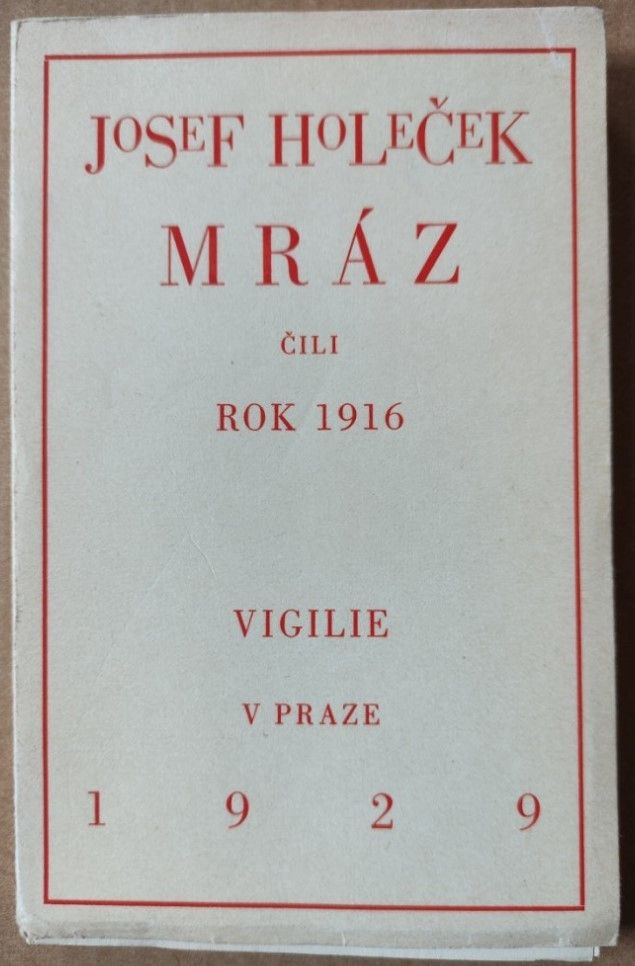 JOSEF HOLEČEK
MRÁZ
ČILI
ROK 1916
VIGILIE
V PRAZE
1 9 2 9